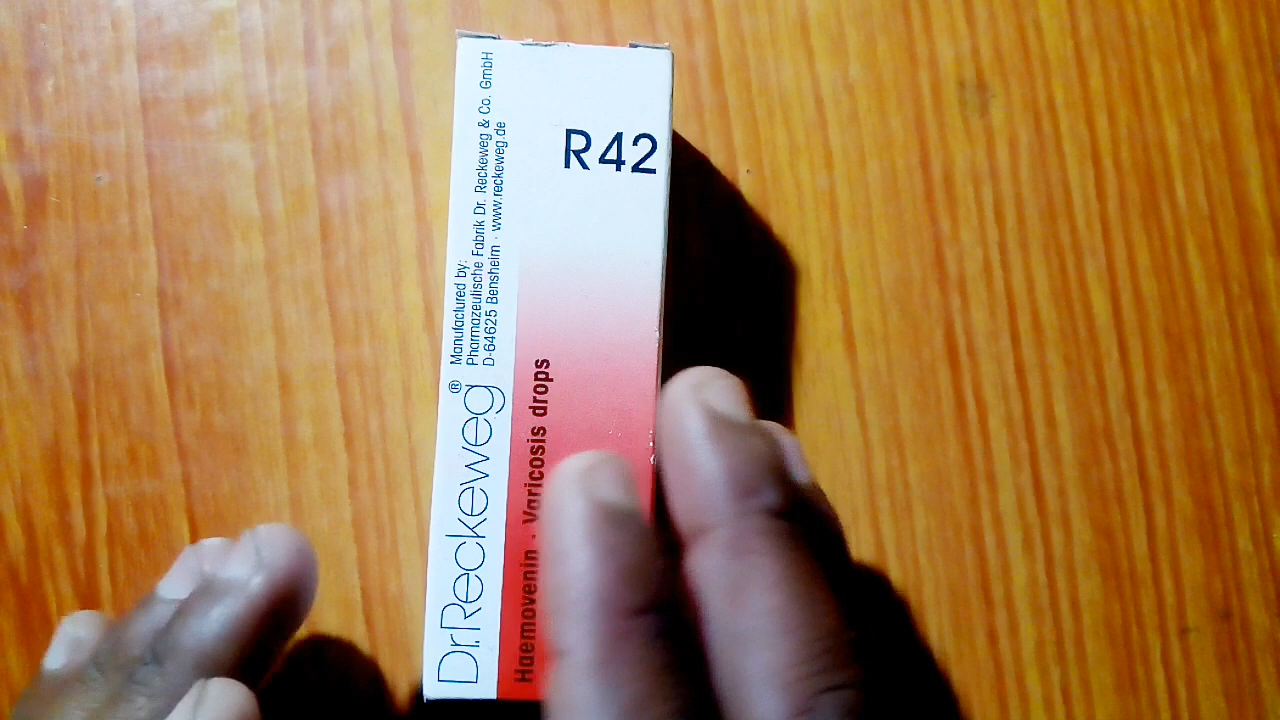 R42
Dr. Reckeweg®
Manufactured by:
Pharmazeutische Fabrik Dr. Reckeweg & Co. GmbH
D-64625 Bensheim · www.reckeweg.de
Haemovenin - Varicosis drops